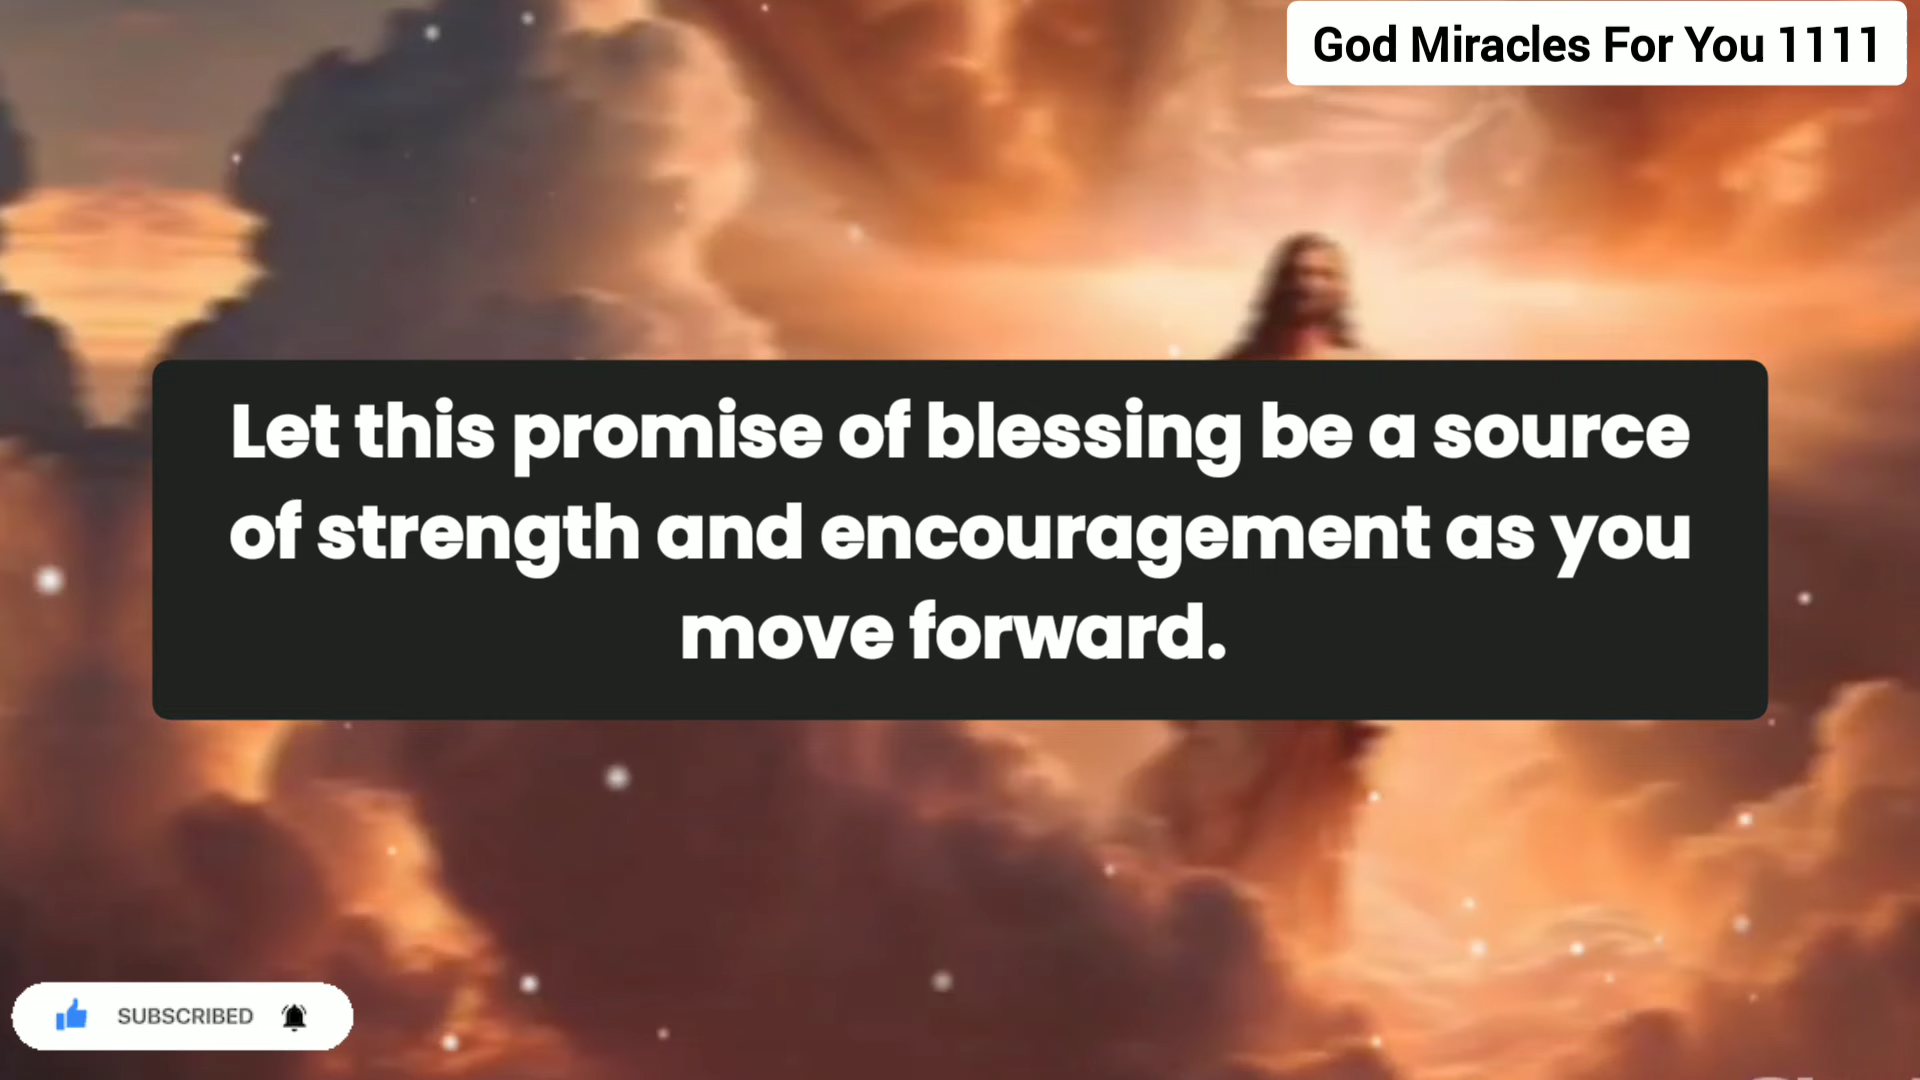 God Miracles For You 1111
Let this promise of blessing be a source
of strength and encouragement as you
move forward.
SUBSCRIBED